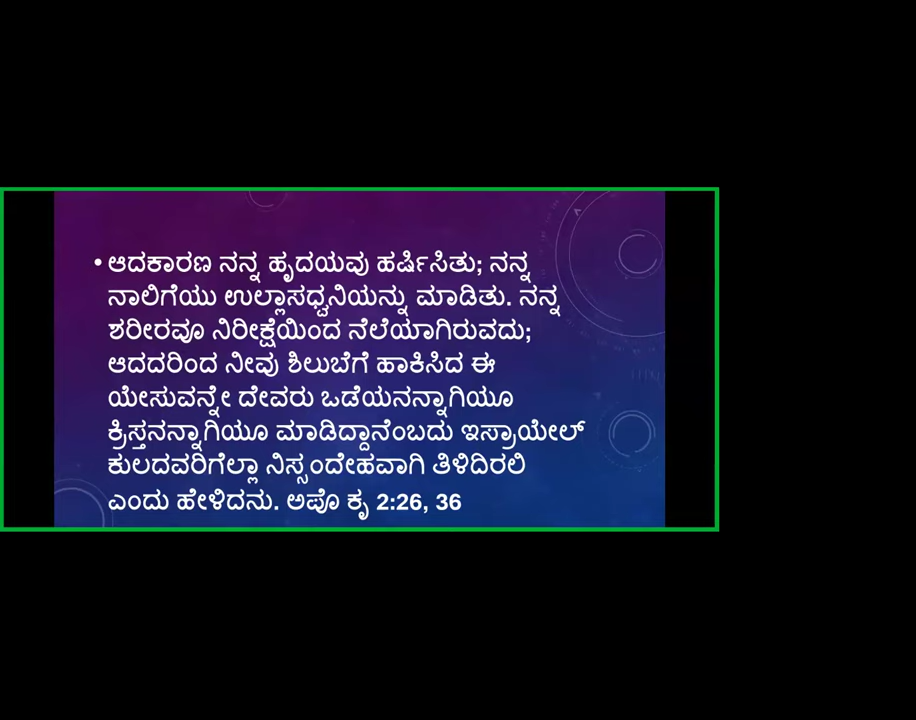 • ಆದಕಾರಣ ನನ್ನ ಹೃದಯವು ಹರ್ಷಿಸಿತು; ನನ್ನ
ನಾಲಿಗೆಯು ಉಲ್ಲಾಸಧ್ವನಿಯನ್ನು ಮಾಡಿತು. ನನ್ನ
ಶರೀರವೂ ನಿರೀಕ್ಷೆಯಿಂದ ನೆಲೆಯಾಗಿರುವದು;
ಆದದರಿಂದ ನೀವು ಶಿಲುಬೆಗೆ ಹಾಕಿಸಿದ ಈ
ಯೇಸುವನ್ನೇ ದೇವರು ಒಡೆಯನನ್ನಾಗಿಯೂ
ಕ್ರಿಸ್ತನನ್ನಾಗಿಯೂ ಮಾಡಿದ್ದಾನೆಂಬದು ಇಸ್ರಾಯೇಲ್
ಕುಲದವರಿಗೆಲ್ಲಾ ನಿಸ್ಸಂದೇಹವಾಗಿ ತಿಳಿದಿರಲಿ
ಎಂದು ಹೇಳಿದನು. ಅಪೊ ಕೃ 2:26, 36